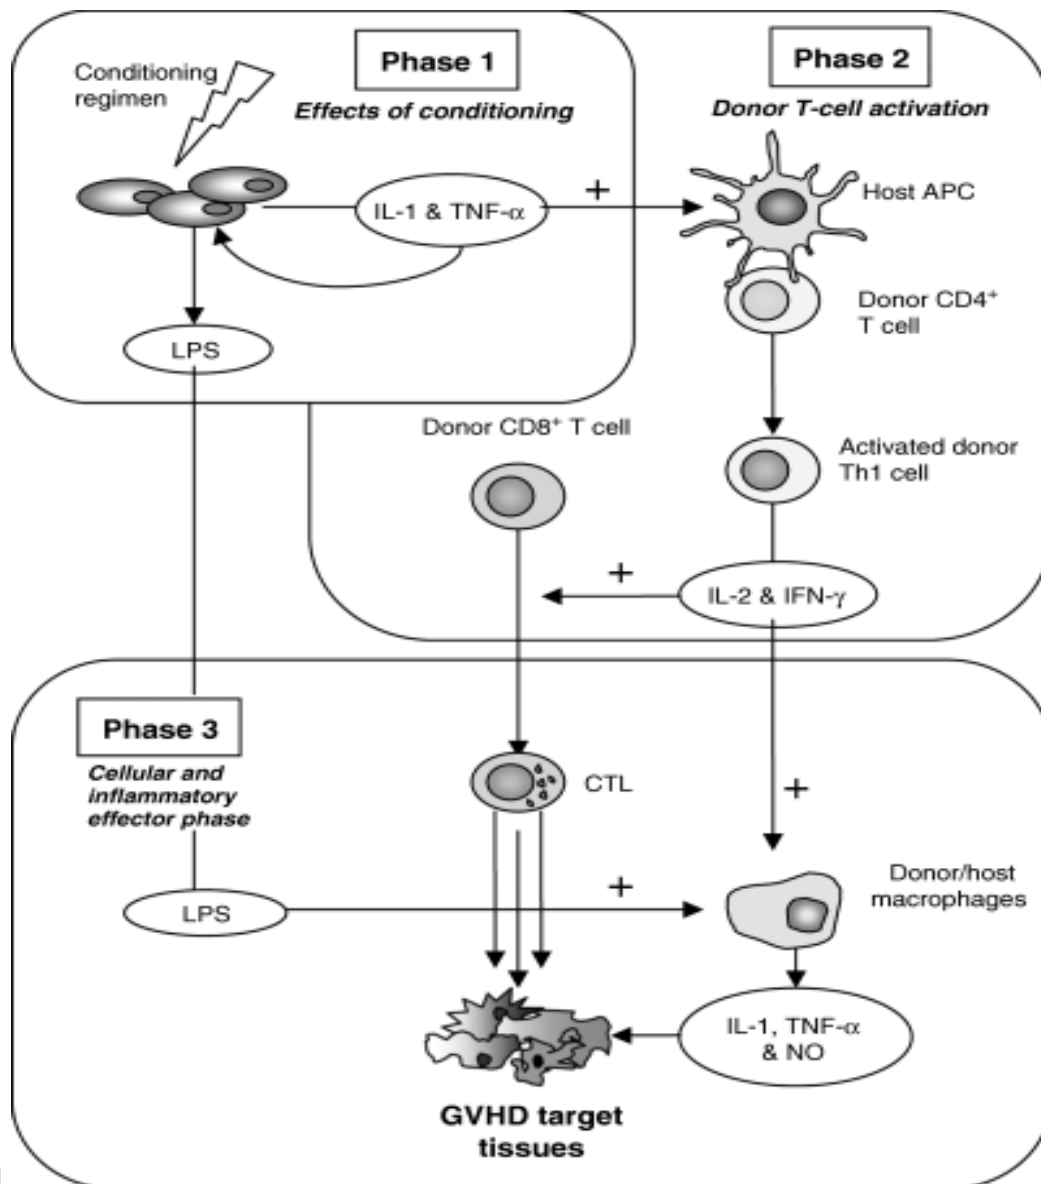 Phase 1
Conditioning
regimen
Effects of conditioning
IL-1 & TNF-α
+
LPS
Phase 2
Donor T-cell activation
Host APC
Donor CD4⁺
T cell
Donor CD8⁺ T cell
Activated donor
Th1 cell
+
IL-2 & IFN-γ
Phase 3
Cellular and
inflammatory
effector phase
CTL
+
LPS
+
Donor/host
macrophages
IL-1, TNF-α
& NO
GVHD target
tissues